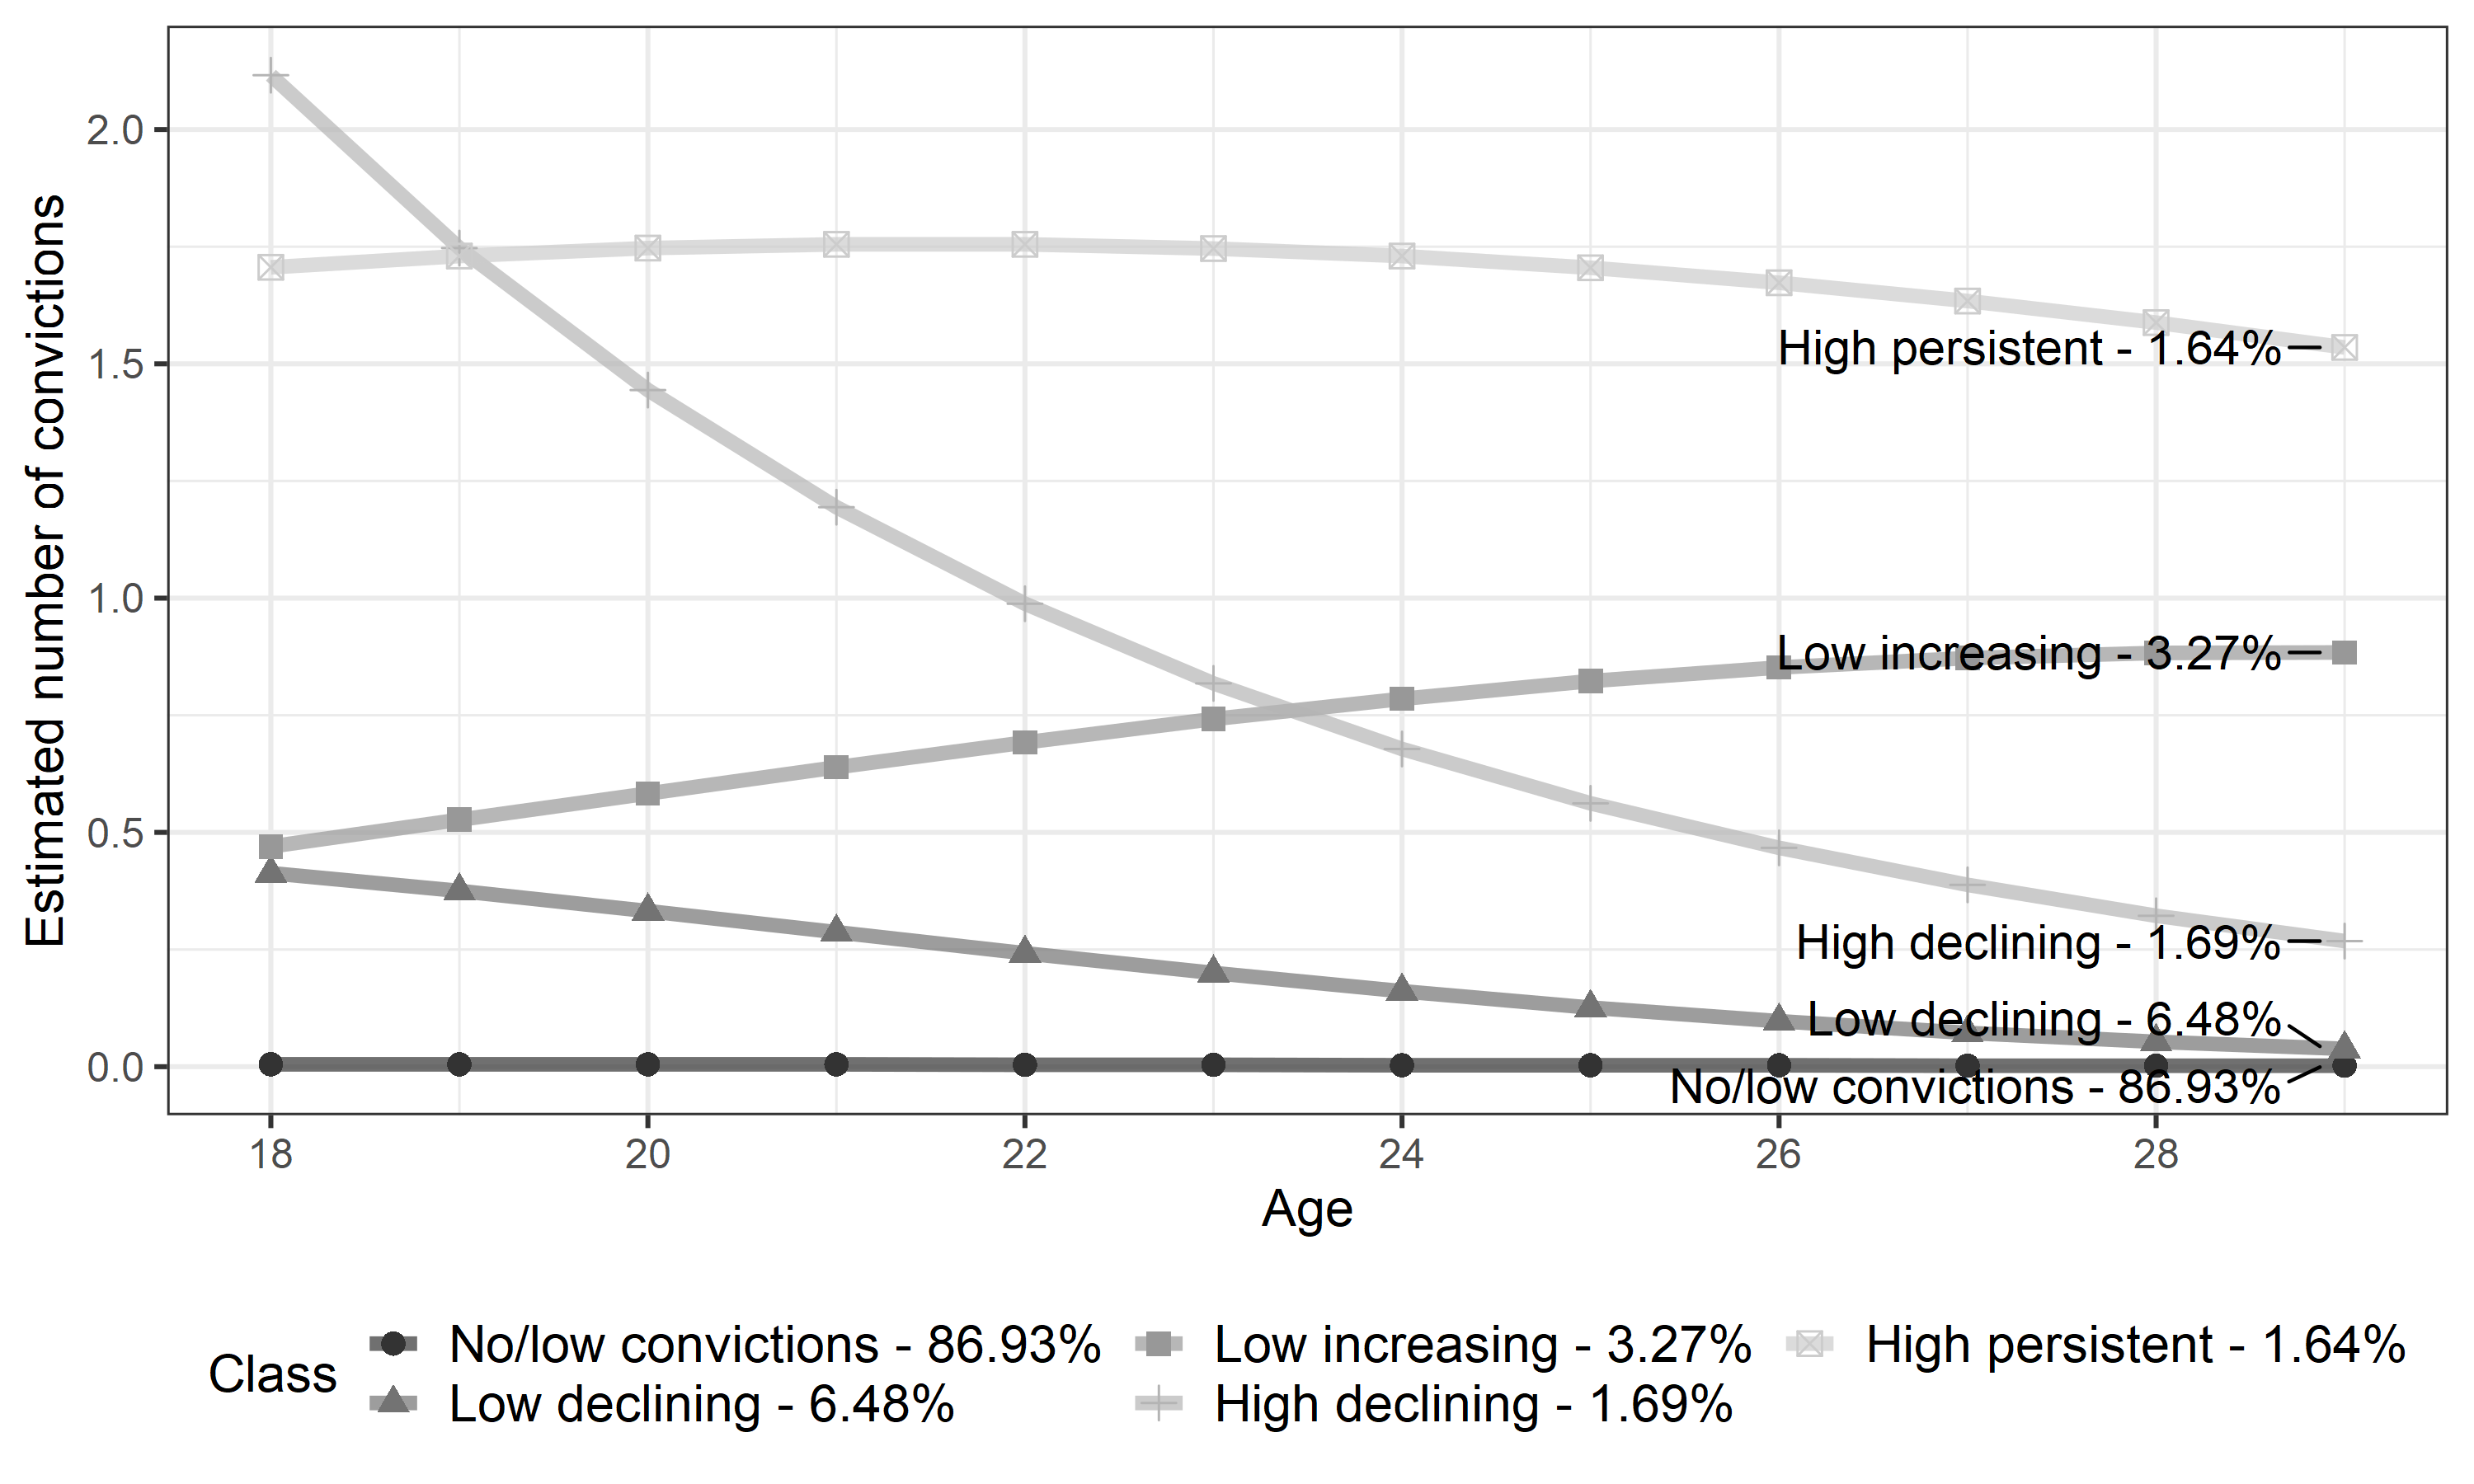 Estimated number of convictions
2.0
1.5
1.0
0.5
0.0
High persistent - 1.64%
Low increasing - 3.27%
High declining - 1.69%
Low declining - 6.48%
No/low convictions - 86.93%
18 20 22 24 26 28
Age
Class
No/low convictions - 86.93% Low increasing - 3.27% High persistent - 1.64%
Low declining - 6.48% High declining - 1.69%